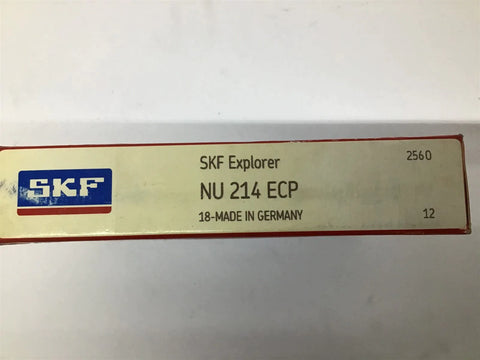 SKF
SKF Explorer
2560
NU 214 ECP
18-MADE IN GERMANY
12